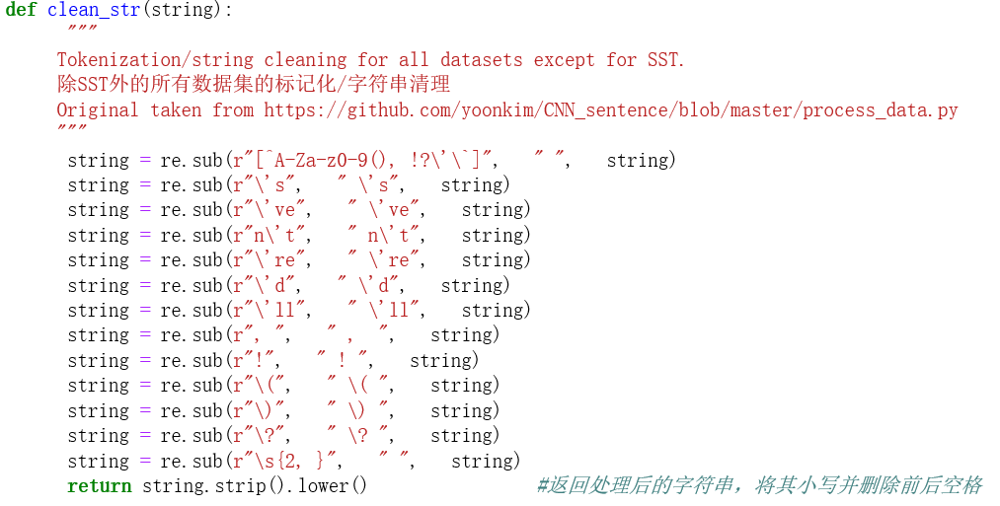 def clean_str(string):
"""
Tokenization/string cleaning for all datasets except for SST.
除SST外的所有数据集的标记化/字符串清理
Original taken from https://github.com/yoonkim/CNN_sentence/blob/master/process_data.py
"""
string = re.sub(r"[^A-Za-z0-9(), !?\'\`]", " ", string)
string = re.sub(r"\'s", " \'s", string)
string = re.sub(r"\'ve", " \'ve", string)
string = re.sub(r"n\'t", " n\'t", string)
string = re.sub(r"\'re", " \'re", string)
string = re.sub(r"\'d", " \'d", string)
string = re.sub(r"\'ll", " \'ll", string)
string = re.sub(r", ", " , ", string)
string = re.sub(r"!", " ! ", string)
string = re.sub(r"\(", " \( ", string)
string = re.sub(r"\)", " \) ", string)
string = re.sub(r"\?", " \? ", string)
string = re.sub(r"\s{2, }", " ", string)
return string.strip().lower() #返回处理后的字符串，将其小写并删除前后空格